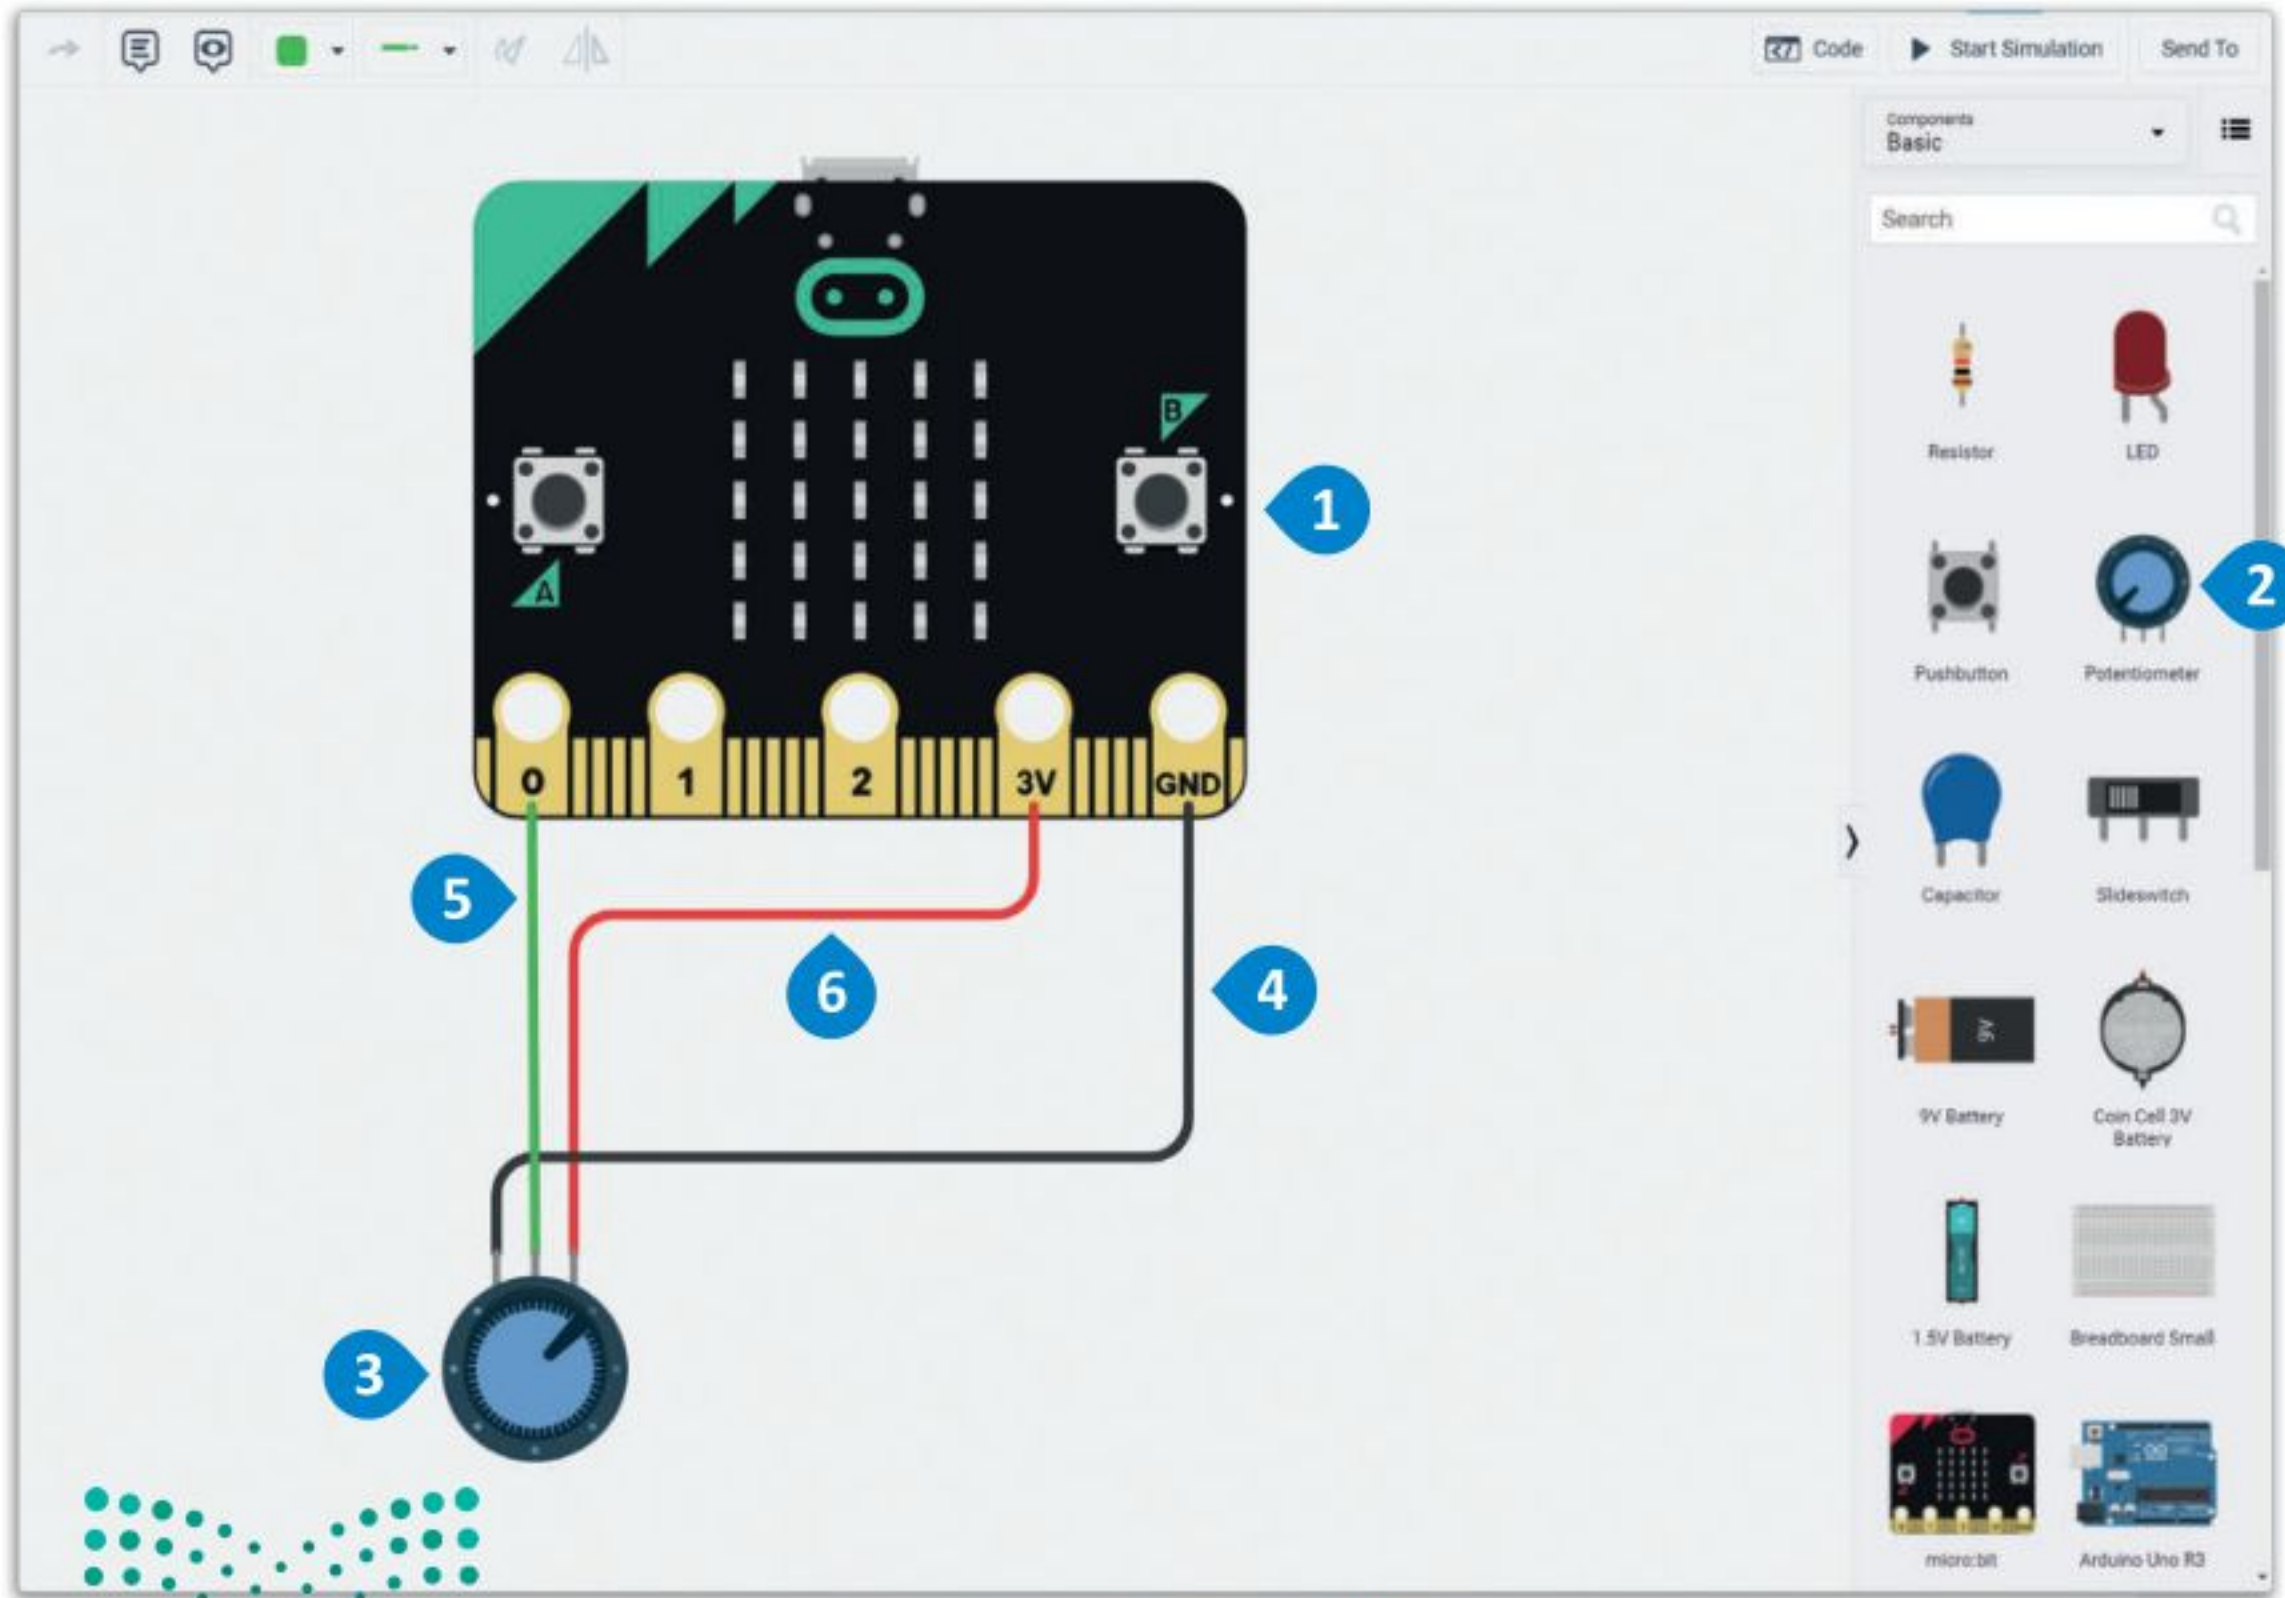 Code
Start Simulation
Send To
Components
Basic
Search
Resistor
LED
Pushbutton
Potentiometer
Capacitor
Slideswitch
9V
9V Battery
Coin Cell 3V
Battery
1.5V Battery
Breadboard Small
micro:bit
Arduino Uno R3
B
A
0 1 2 3V GND
1
2
3
4
5
6